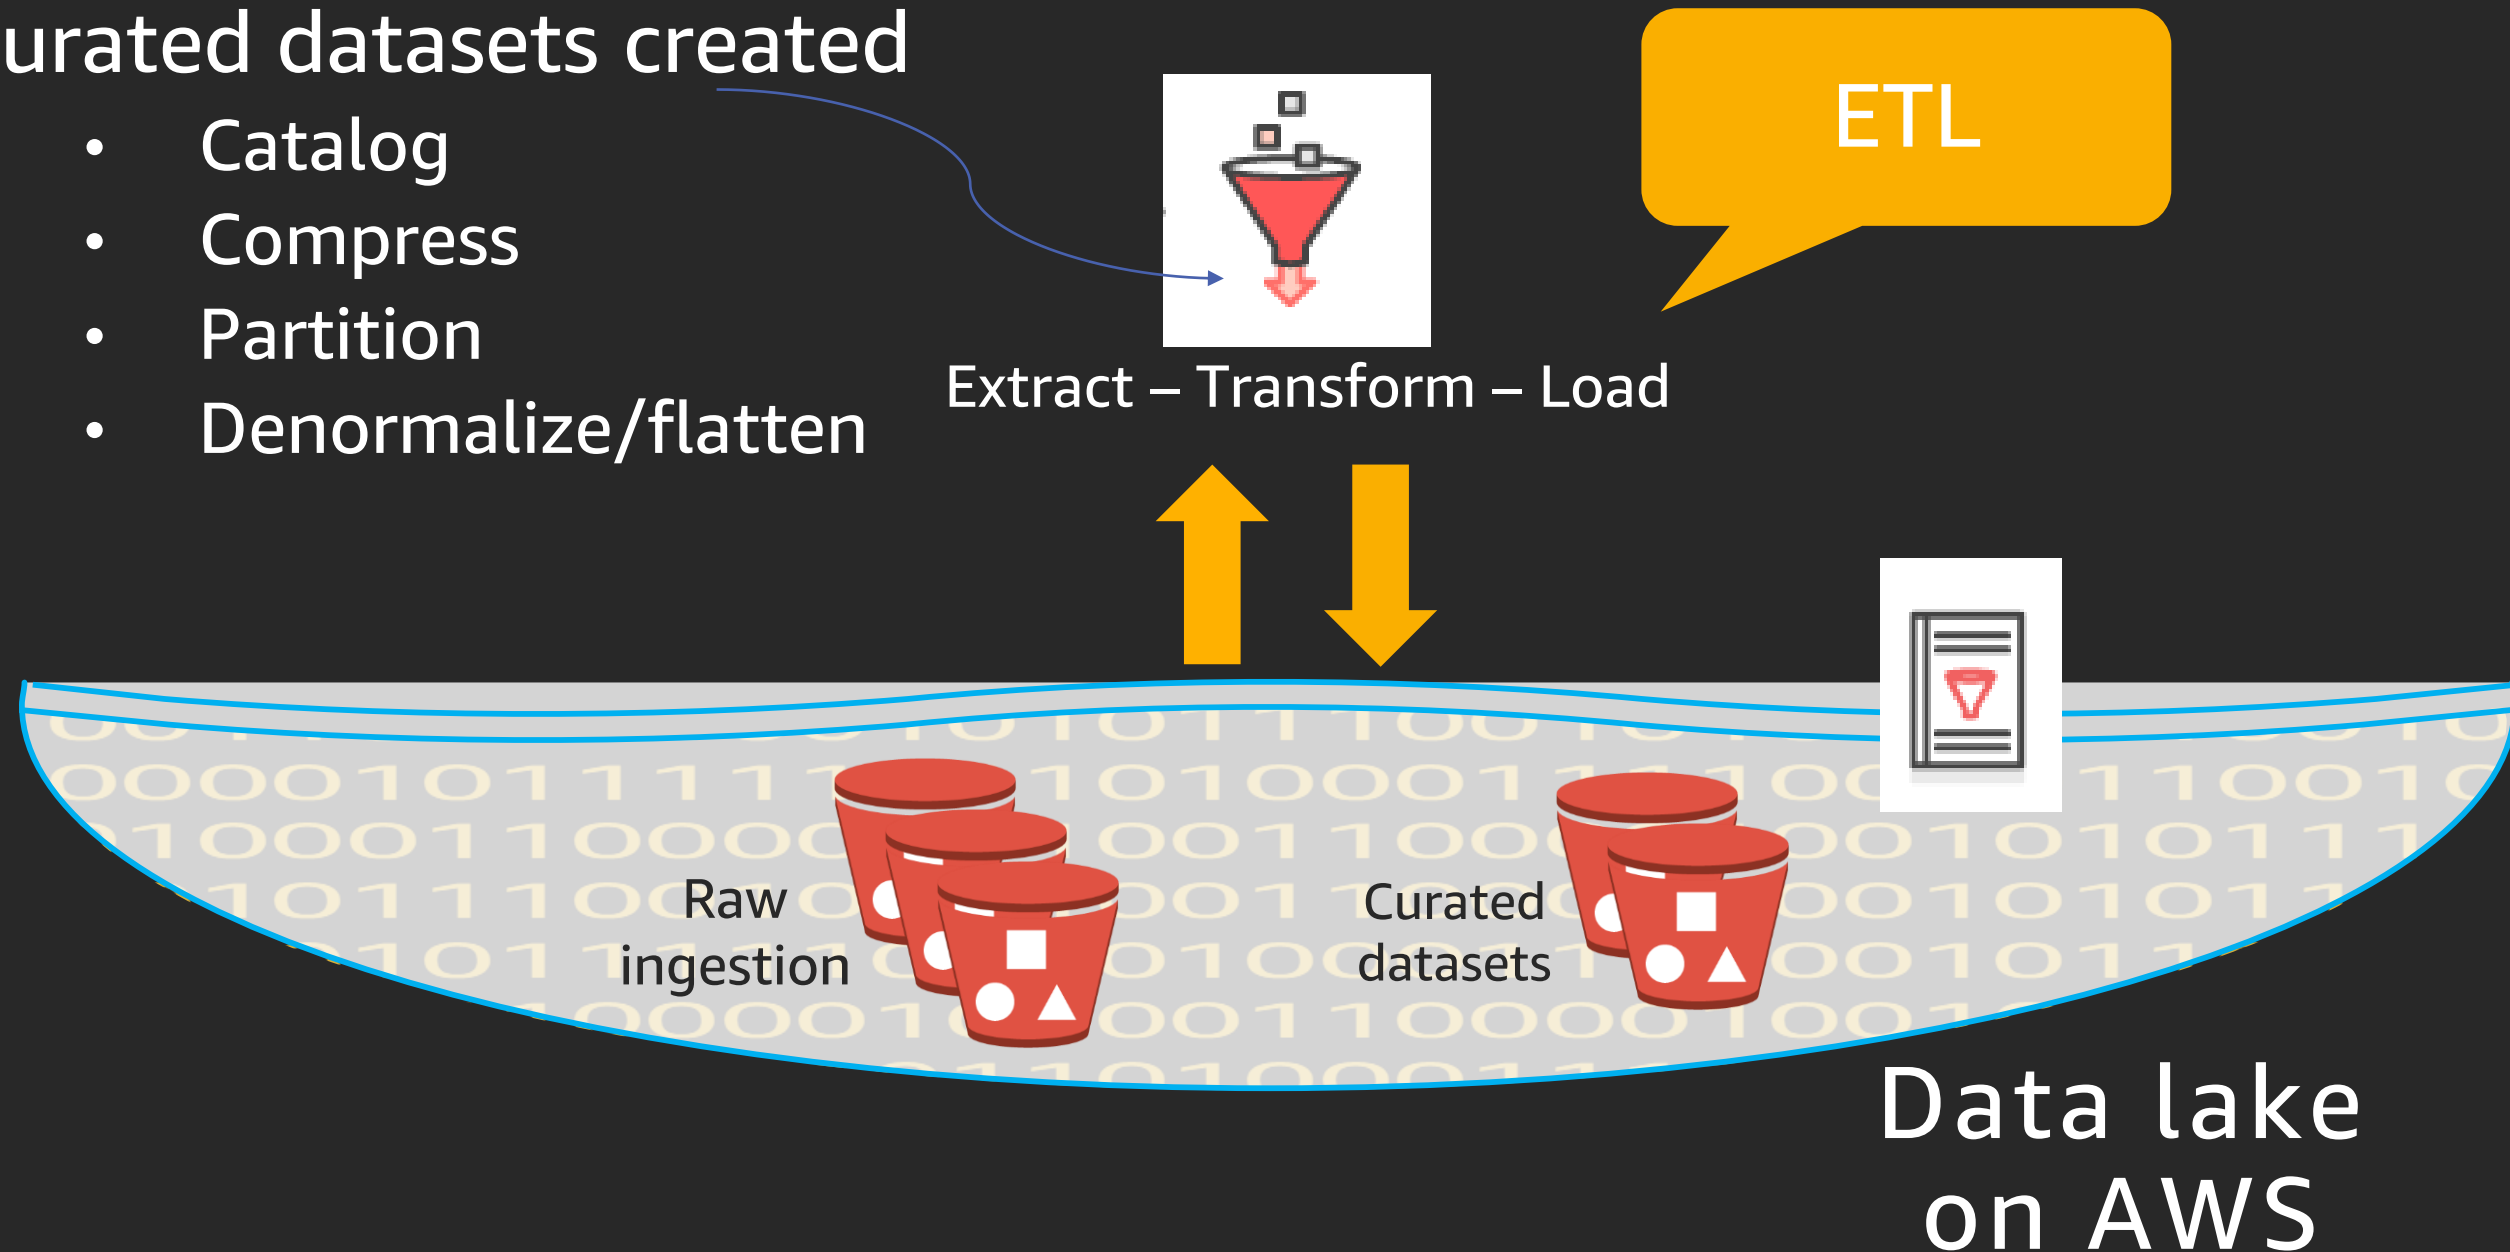 urated datasets created
• Catalog
• Compress
• Partition
• Denormalize/flatten
ETL
Extract – Transform – Load
Raw
ingestion
Curated
datasets
Data lake
on AWS